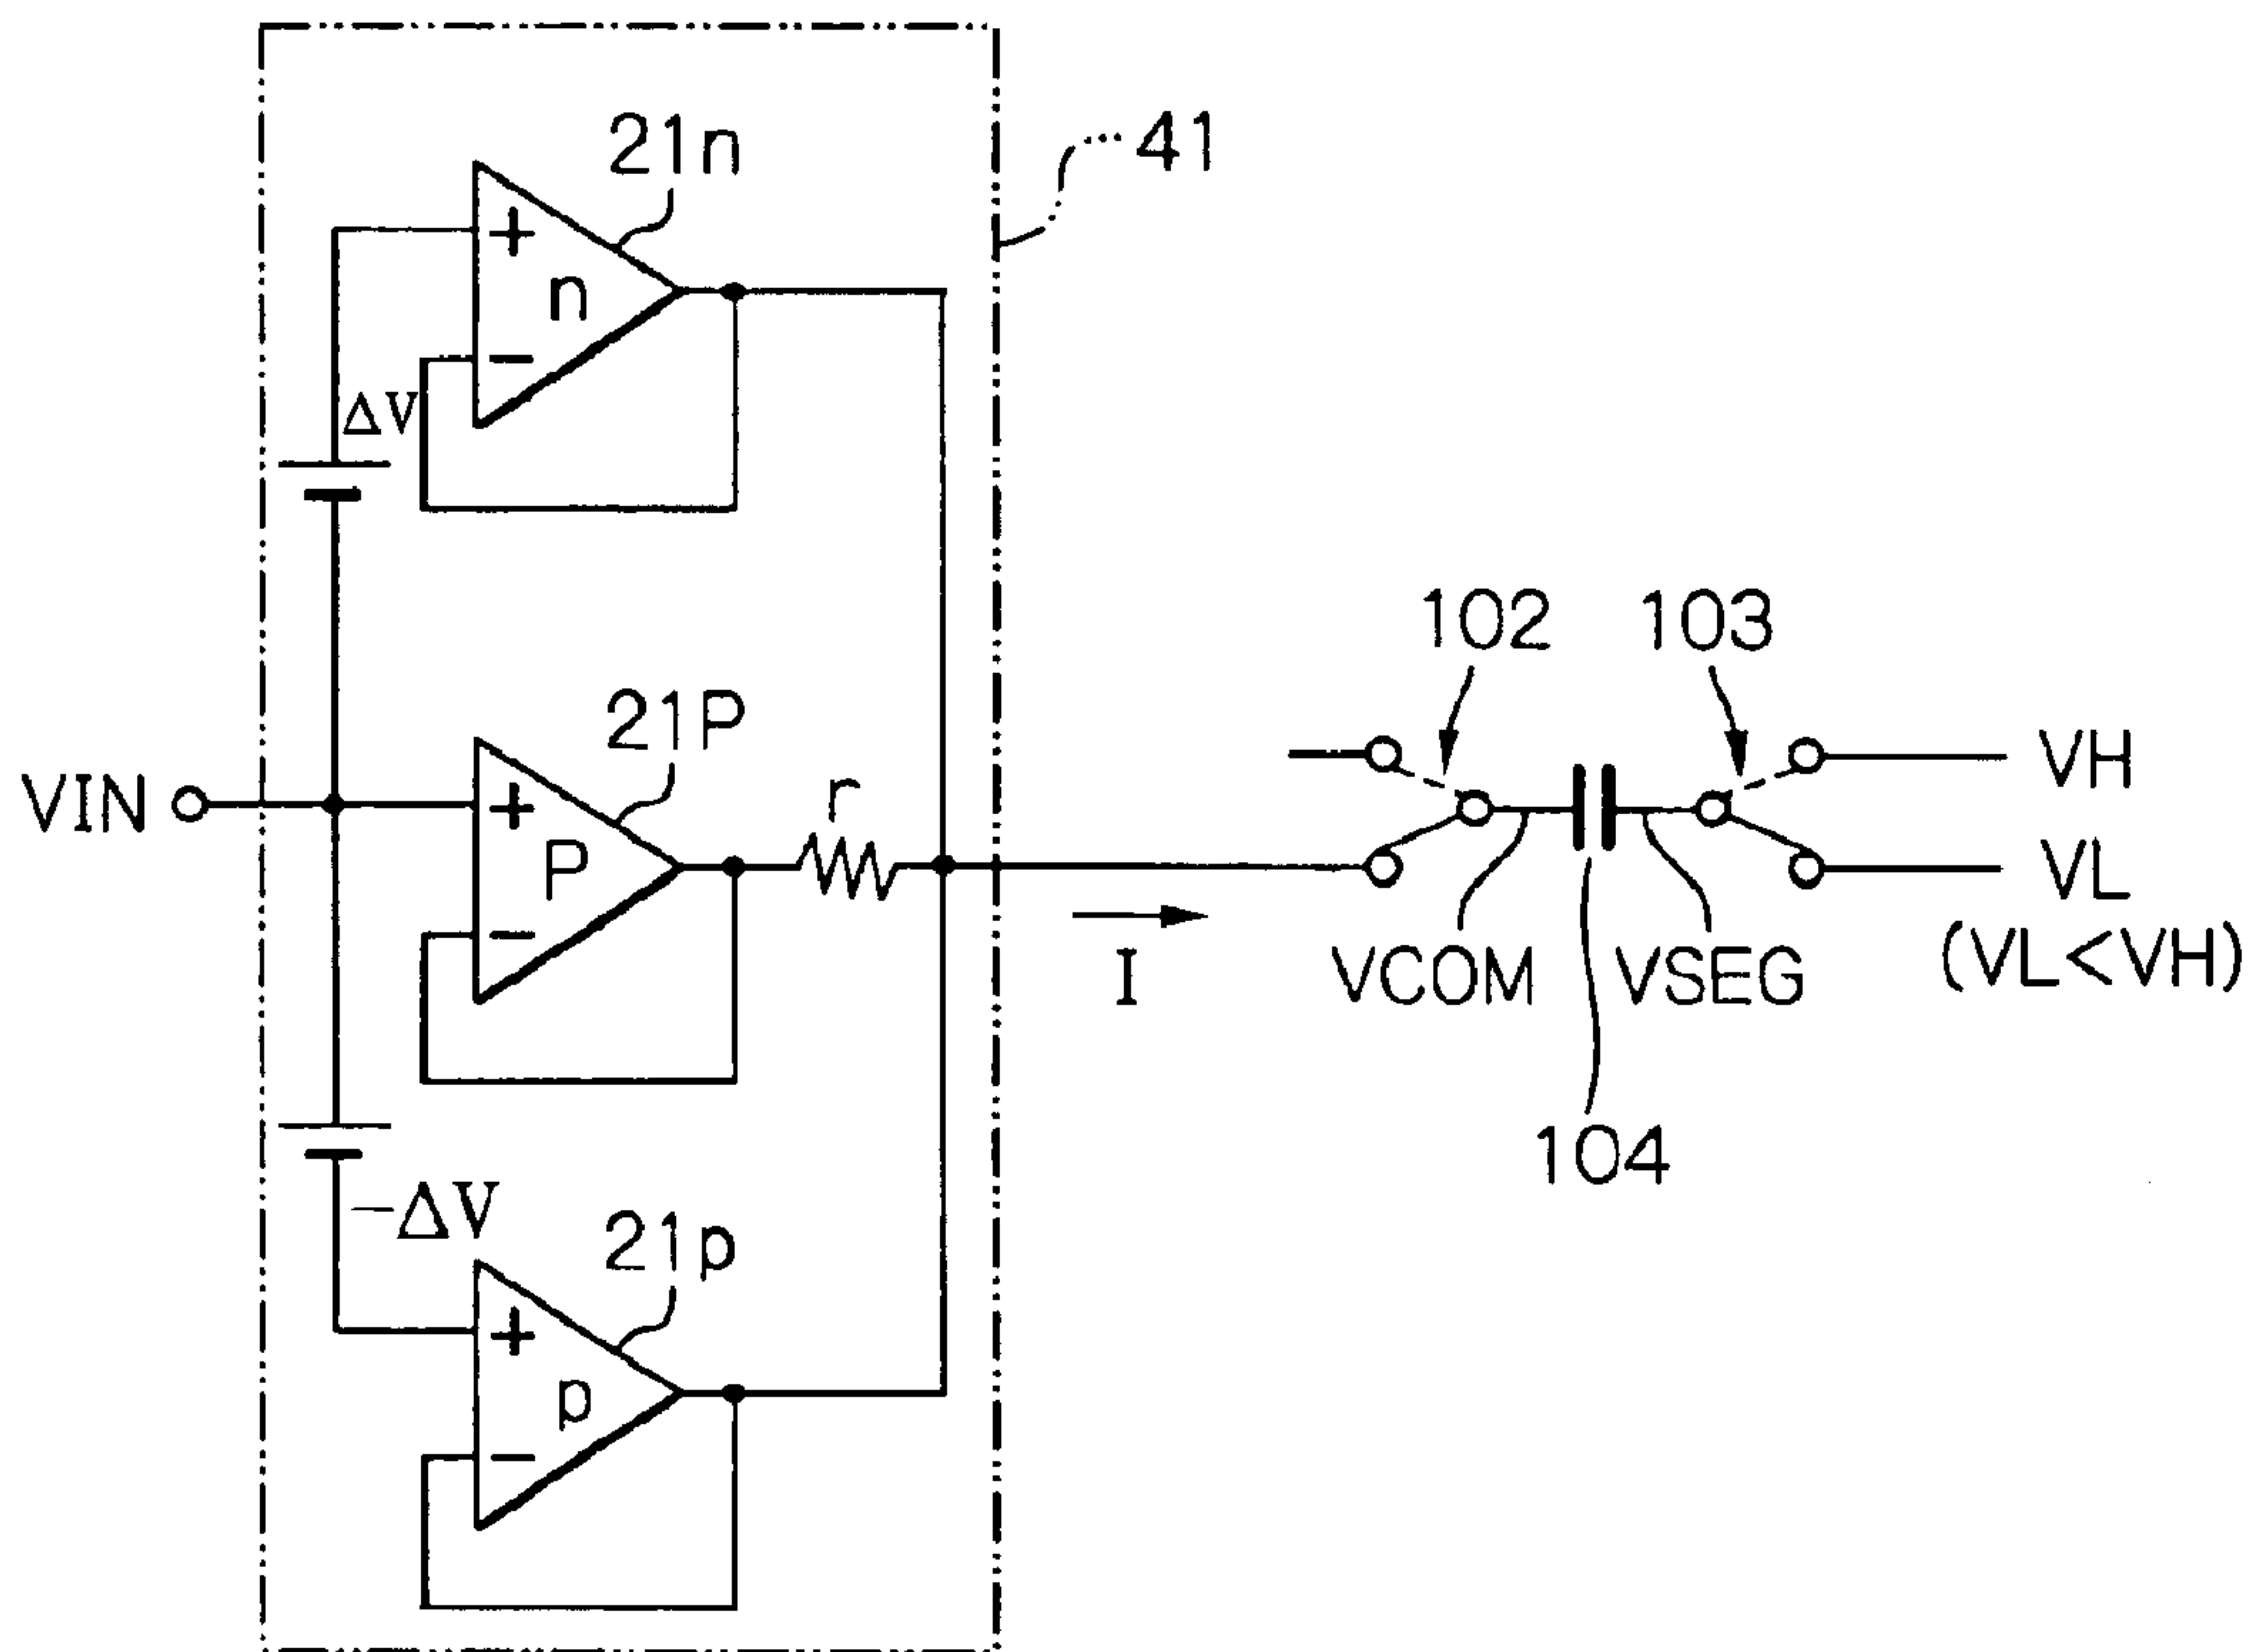 21n
41
+
n
−
ΔV
102
103
21P
VIN
+
P
−
r
VH
VL
(VL<VH)
I
VCOM
VSEG
104
−ΔV
21p
+
p
−